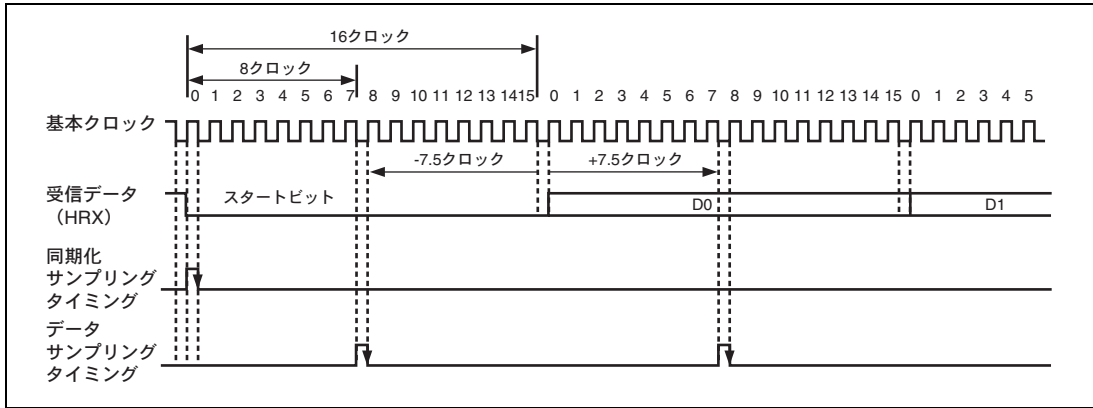 16クロック
8クロック
0 1 2 3 4 5 6 7 8 9 10 11 12 13 14 15 0 1 2 3 4 5 6 7 8 9 10 11 12 13 14 15 0 1 2 3 4 5
基本クロック
-7.5クロック
+7.5クロック
受信データ
（HRX）
スタートビット
D0
D1
同期化
サンプリング
タイミング
データ
サンプリング
タイミング